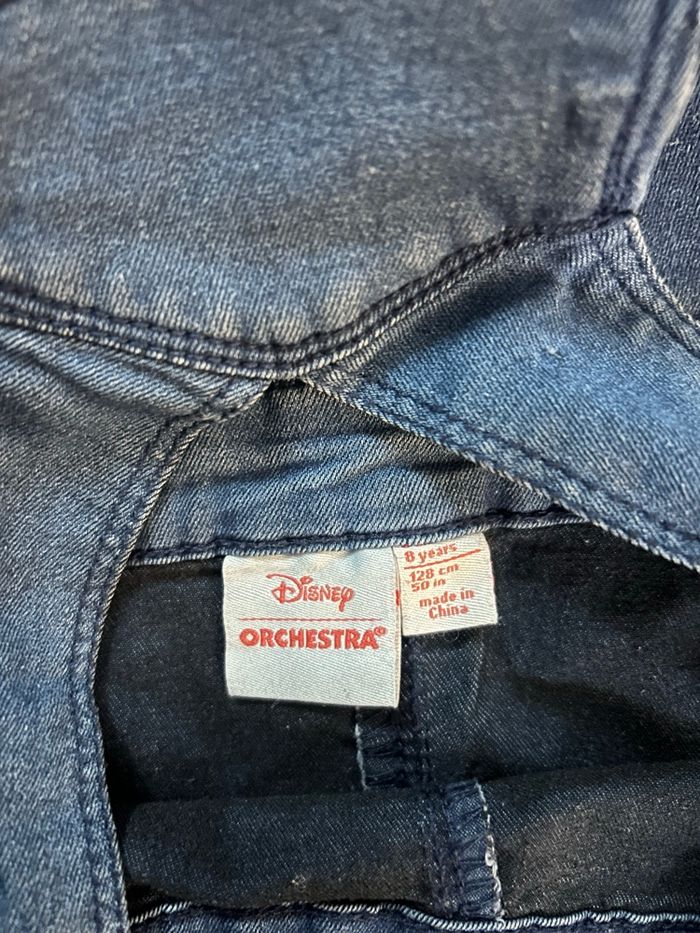 Disney
ORCHESTRA®
8 years
128 cm
50 in
made in
China